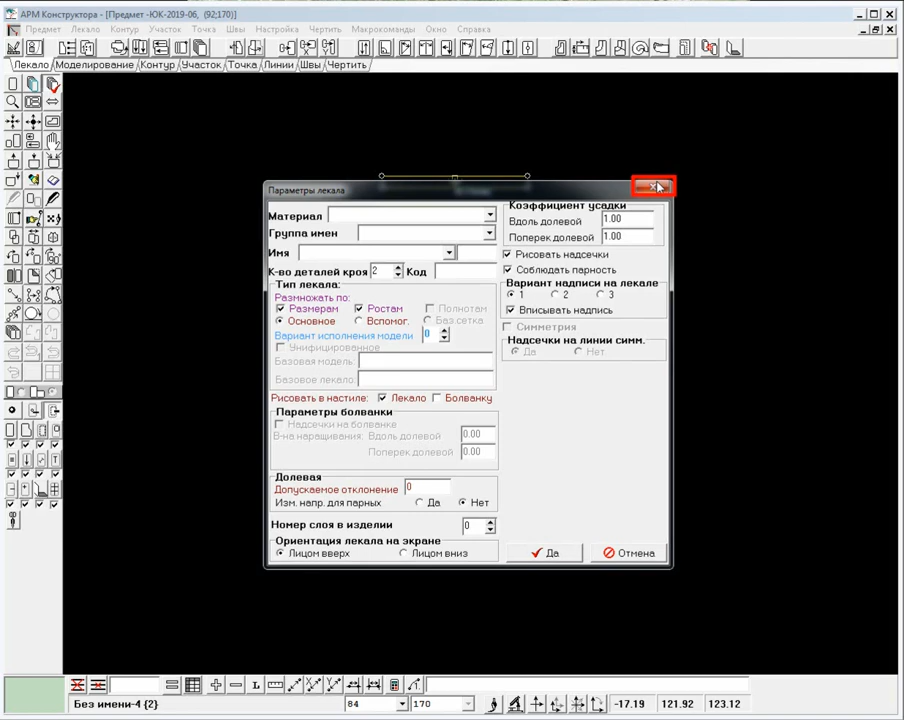 АРМ Конструктора - [Предмет -ЮК-2019-06, (92;170)]
Предмет Лекало Контур Участок Точка Швы Настройка Чертить Макрокоманды Окно Справка
Лекало Моделирование Контур Участок Точка Линии Швы Чертить
Параметры лекала
Материал
Группа имен
Имя
К-во деталей кроя 2 Код
Тип лекала:
Размножать по:
Размерам Ростам Полнотам
Основное Вспомог. Баз.сетка
Вариант исполнения модели 0
Унифицированное
Базовая модель:
Базовое лекало:
Рисовать в настиле: Лекало Болванку
Параметры болванки
Надсечки на болванке
В-на наращивания: Вдоль долевой 0.00
Поперек долевой 0.00
Долевая
Допускаемое отклонение 0
Изм. напр. для парных Да Нет
Номер слоя в изделии 0
Ориентация лекала на экране
Лицом вверх Лицом вниз
Коэффициент усадки
Вдоль долевой 1.00
Поперек долевой 1.00
Рисовать надсечки
Соблюдать парность
Вариант надписи на лекале
1 2 3
Вписывать надпись
Симметрия
Надсечки на линии симм.
Да Нет
Да Отмена
Без имени-4 {2} 84 170 -17.19 121.92 123.12